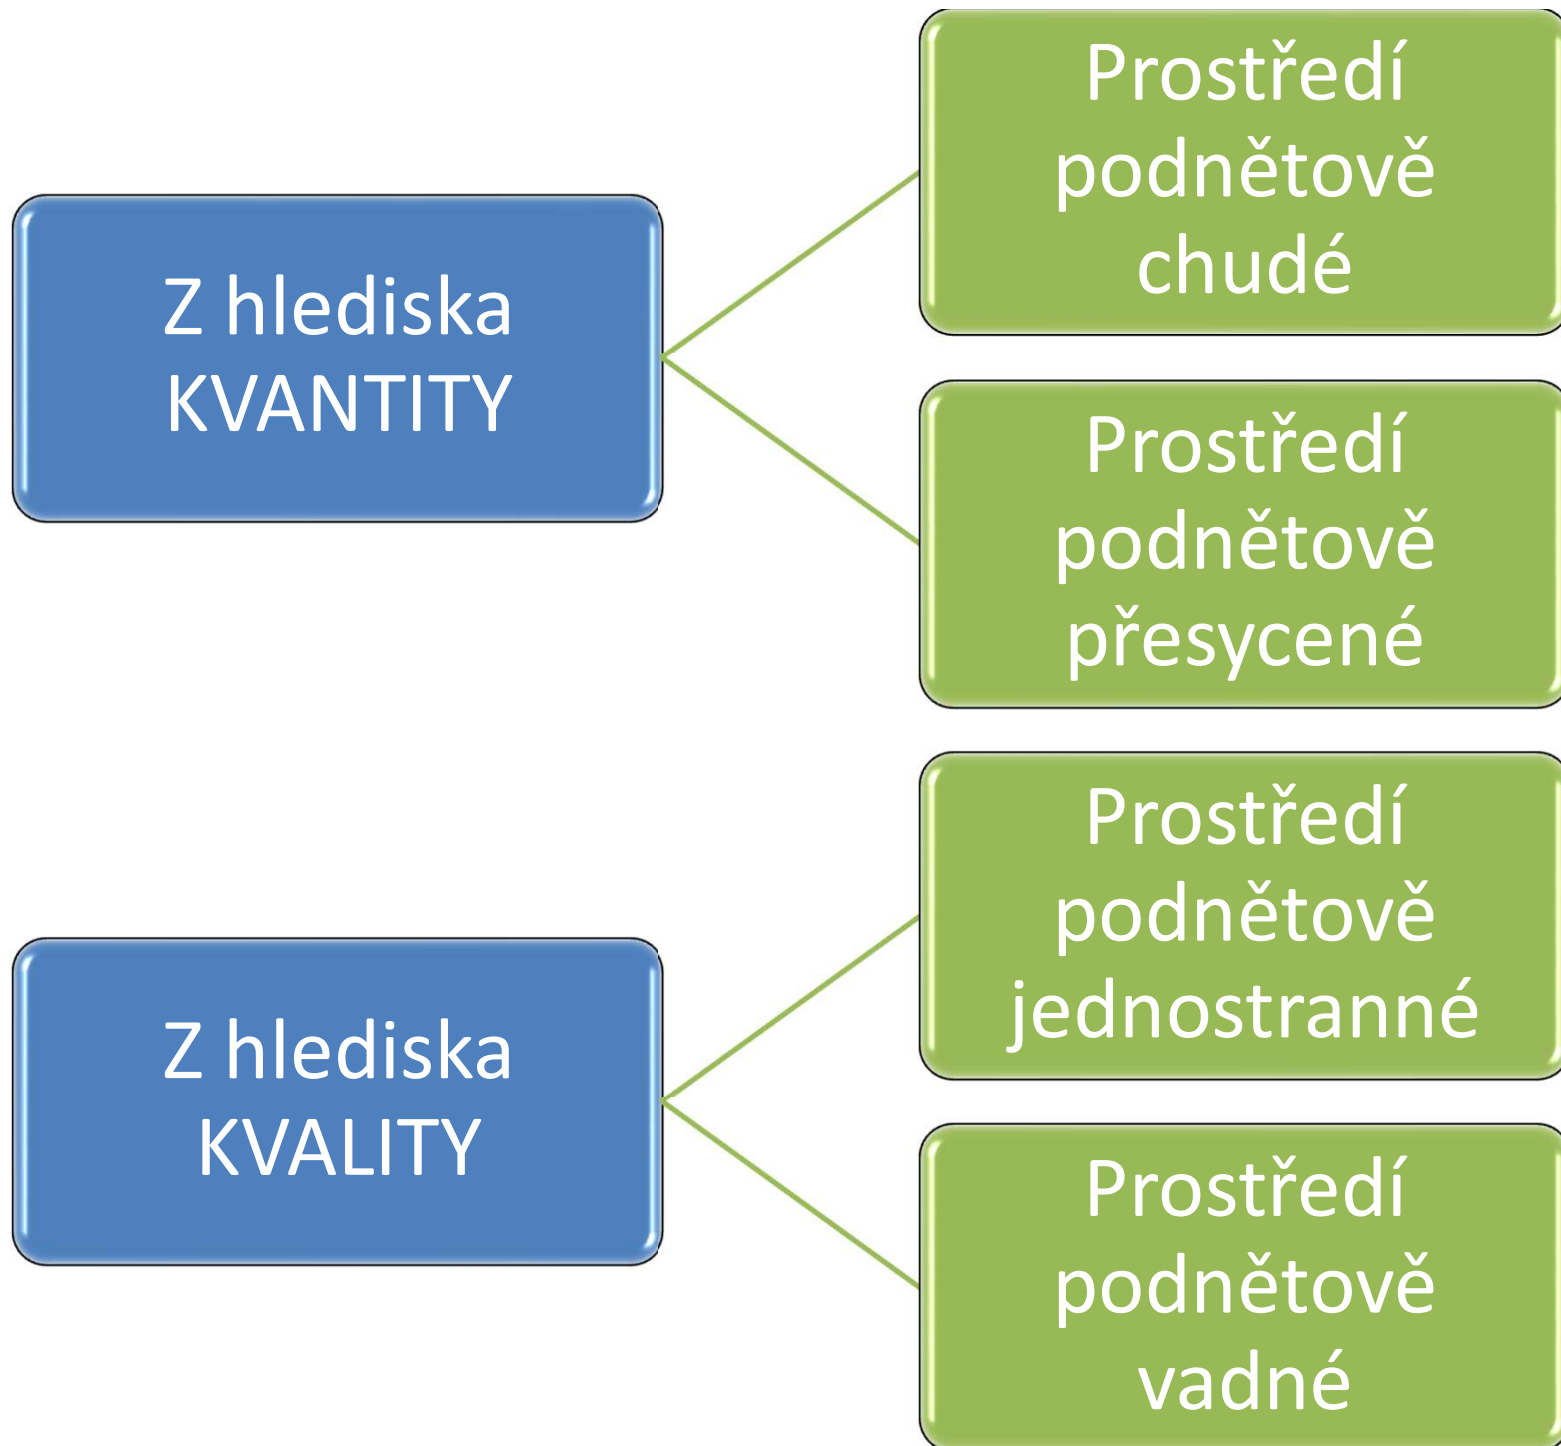 Z hlediska
KVANTITY
Prostředí
podnětově
chudé
Prostředí
podnětově
přesycené
Z hlediska
KVALITY
Prostředí
podnětově
jednostranné
Prostředí
podnětově
vadné